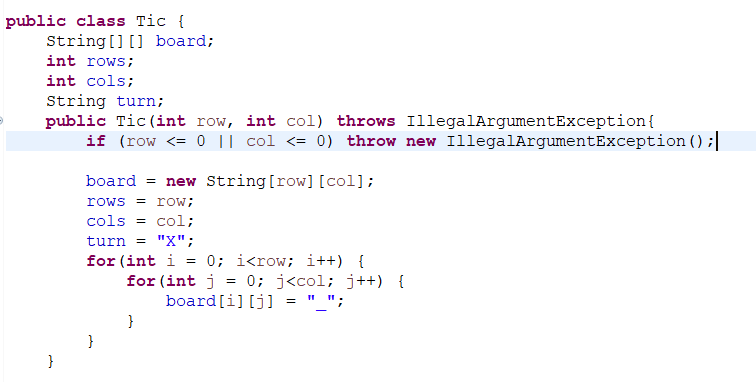 public class Tic {
    String[][] board;
    int rows;
    int cols;
    String turn;
    public Tic(int row, int col) throws IllegalArgumentException{
        if (row <= 0 || col <= 0) throw new IllegalArgumentException();
        board = new String[row][col];
        rows = row;
        cols = col;
        turn = "X";
        for(int i = 0; i<row; i++) {
            for(int j = 0; j<col; j++) {
                board[i][j] = "_";
            }
        }
    }